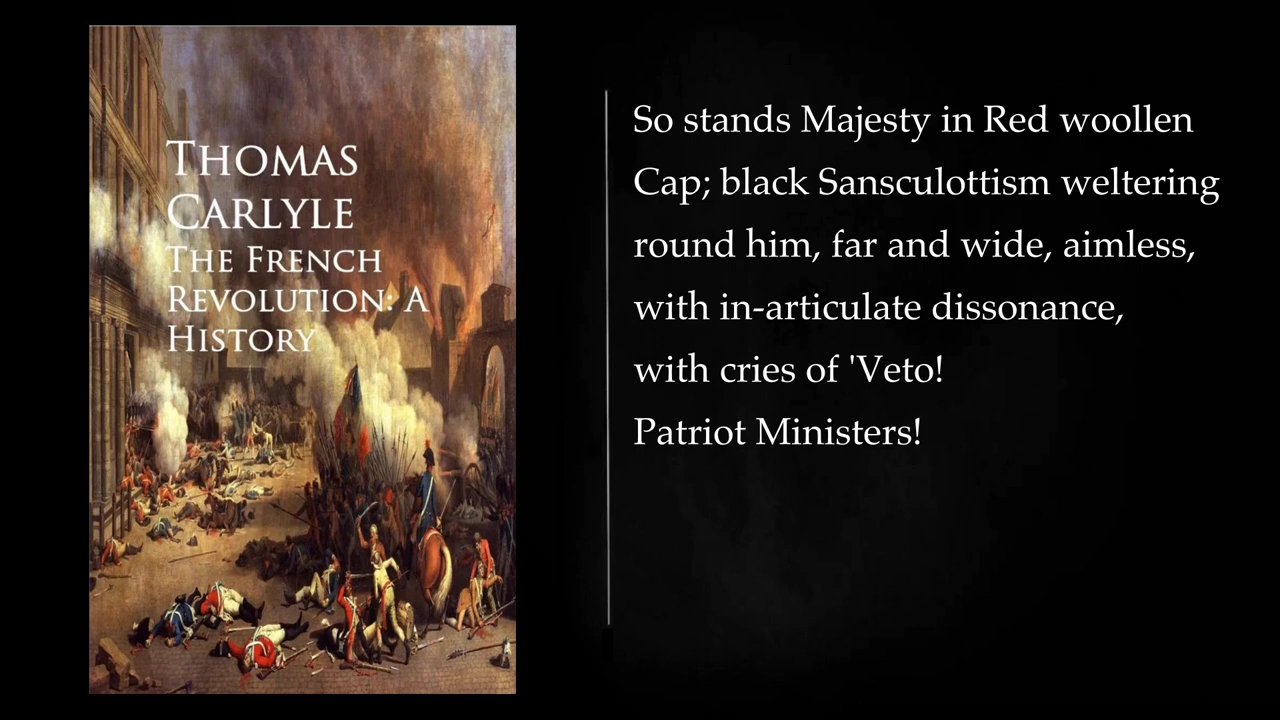 THOMAS
CARLYLE
THE FRENCH
REVOLUTION: A
HISTORY
So stands Majesty in Red woollen
Cap; black Sansculottism weltering
round him, far and wide, aimless,
with in-articulate dissonance,
with cries of 'Veto!
Patriot Ministers!